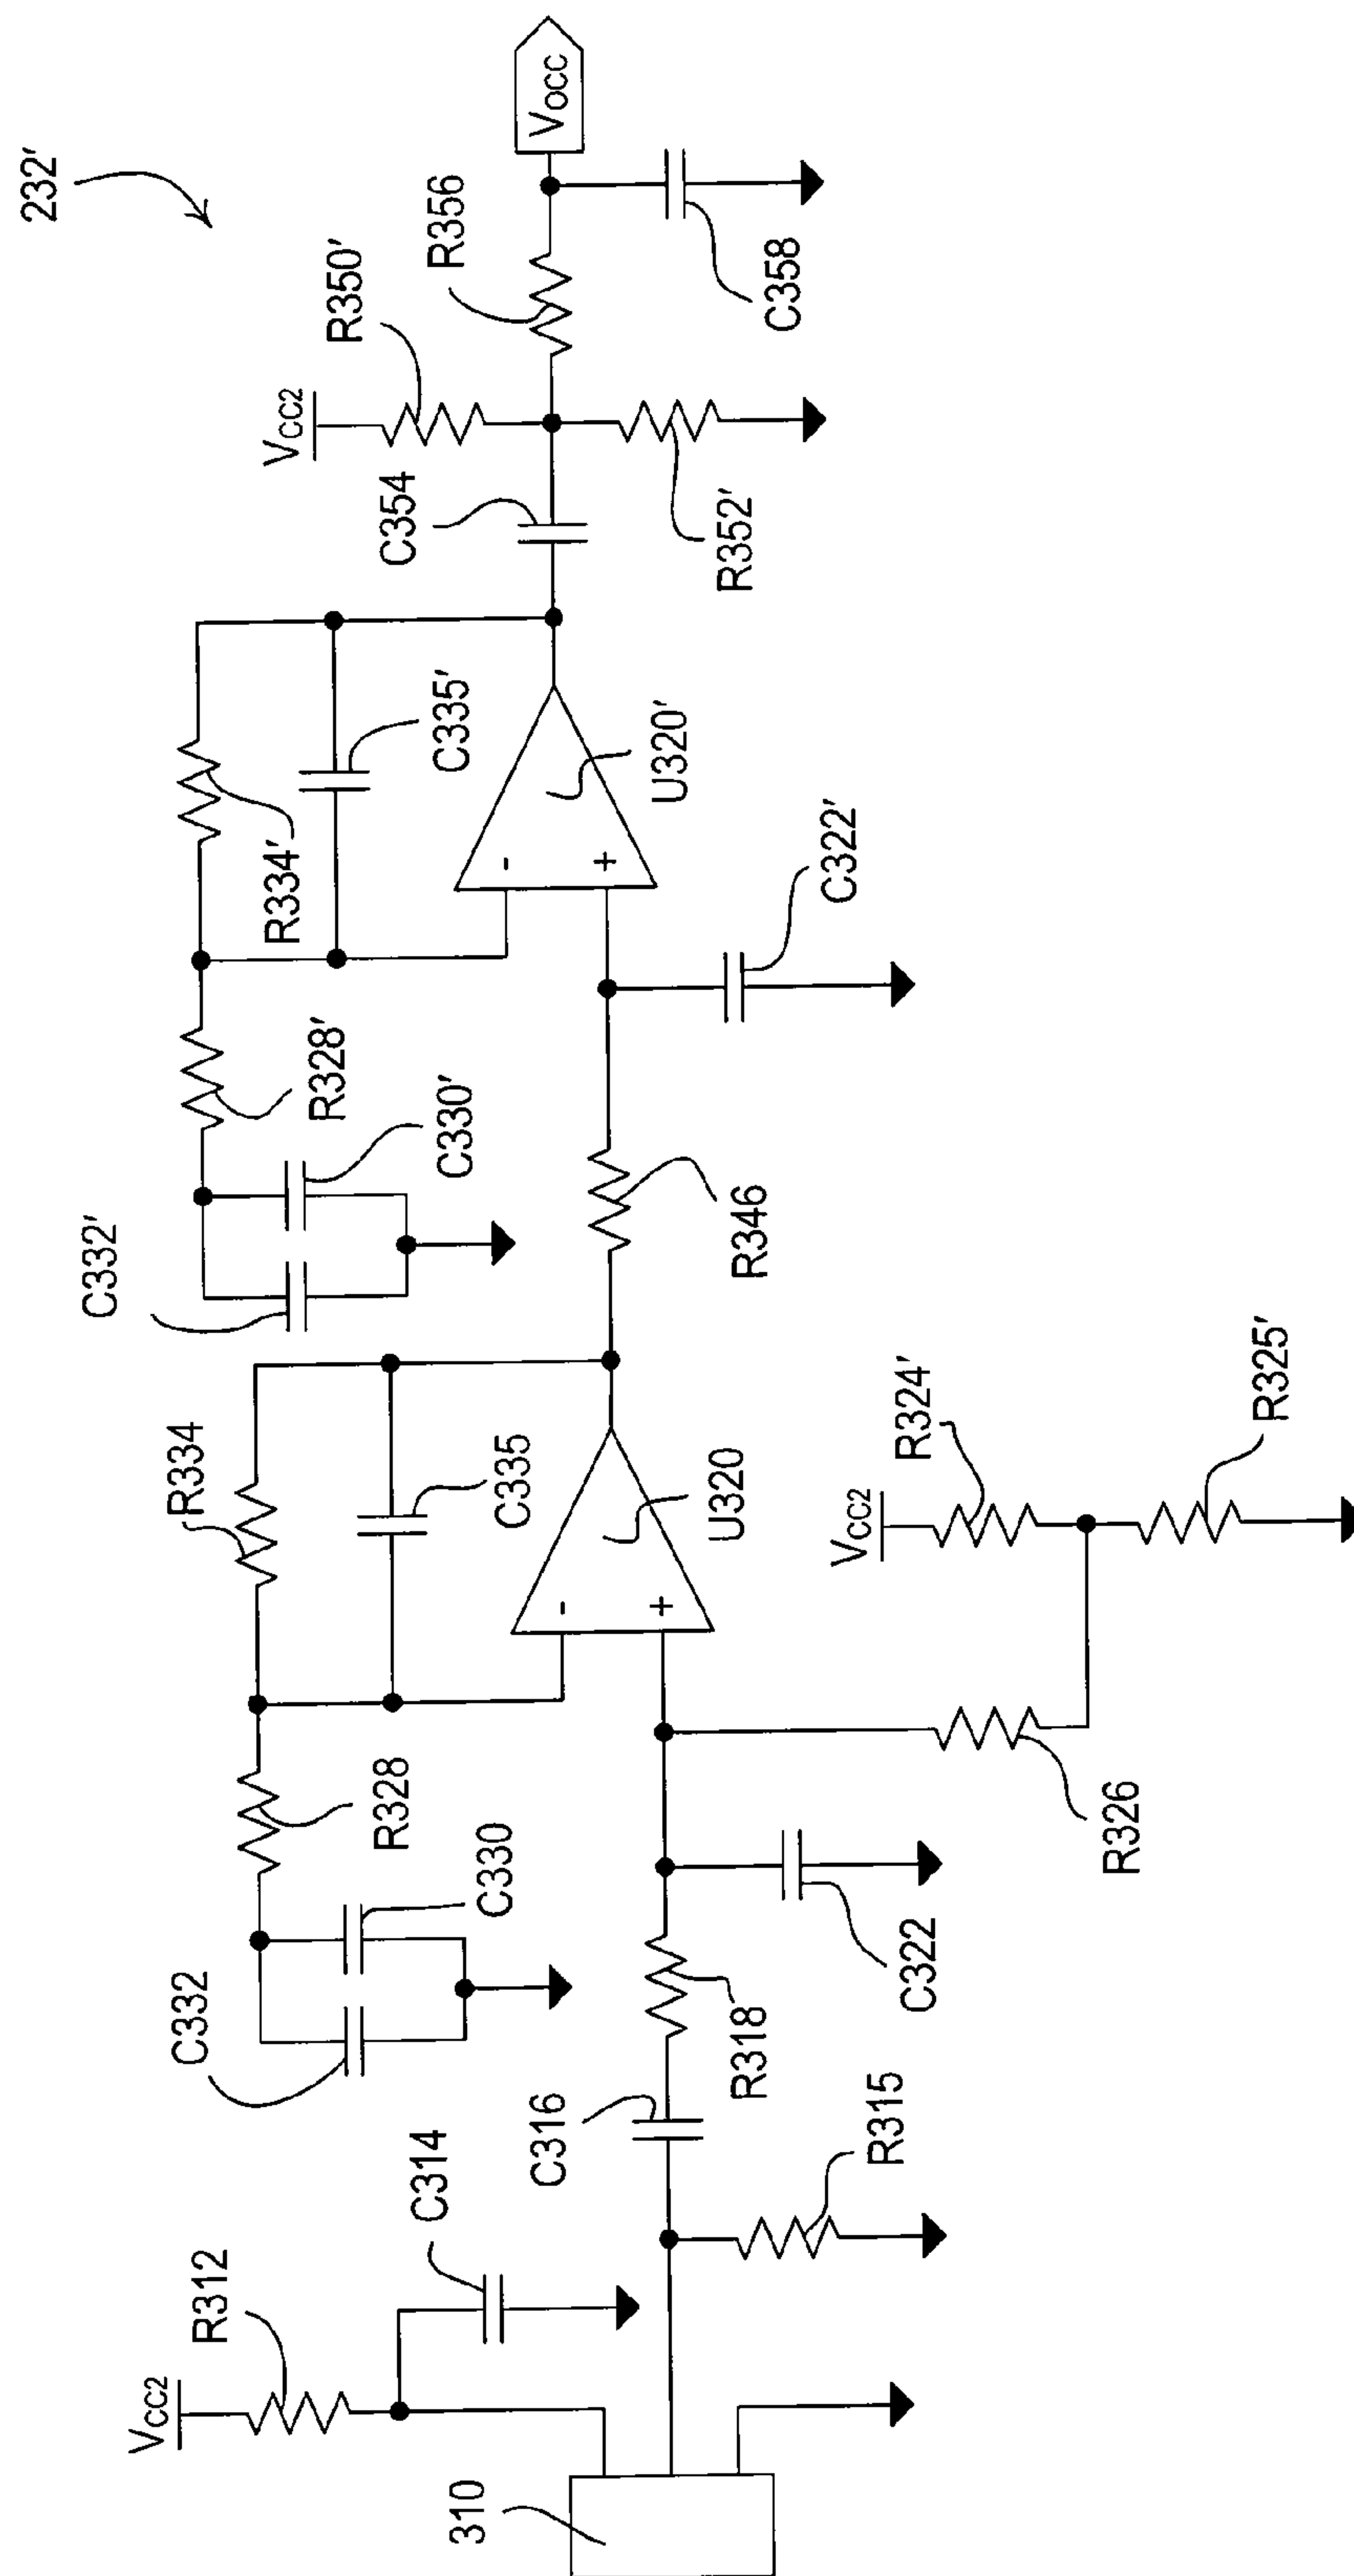 232'
VOCC
R356
R350'
C358
VCC2
C354
R352'
C335'
R334'
U320'
C322'
R328'
C330'
C332'
R346
R334
C335
U320
R324'
R325'
VCC2
R328
C330
R326
C332
C322
R318
C316
R315
C314
R312
VCC2
310
-
+
-
+